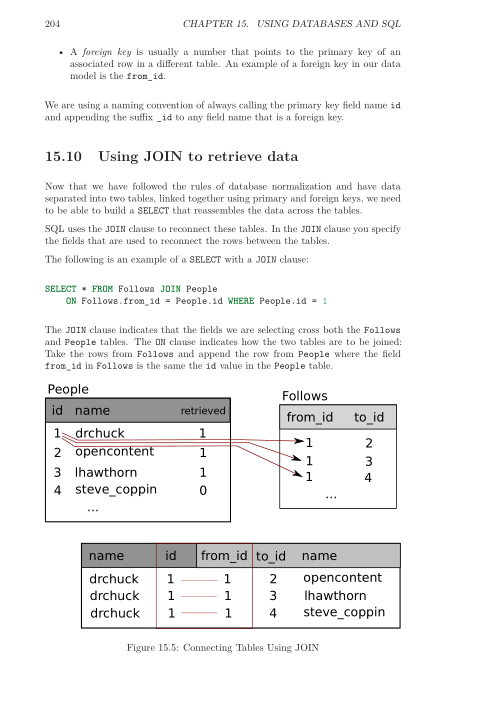 204 CHAPTER 15. USING DATABASES AND SQL
• A foreign key is usually a number that points to the primary key of an
associated row in a different table. An example of a foreign key in our data
model is the from_id.
We are using a naming convention of always calling the primary key field name id
and appending the suffix _id to any field name that is a foreign key.
15.10 Using JOIN to retrieve data
Now that we have followed the rules of database normalization and have data
separated into two tables, linked together using primary and foreign keys, we need
to be able to build a SELECT that reassembles the data across the tables.
SQL uses the JOIN clause to reconnect these tables. In the JOIN clause you specify
the fields that are used to reconnect the rows between the tables.
The following is an example of a SELECT with a JOIN clause:
SELECT * FROM Follows JOIN People
ON Follows.from_id = People.id WHERE People.id = 1
The JOIN clause indicates that the fields we are selecting cross both the Follows
and People tables. The ON clause indicates how the two tables are to be joined:
Take the rows from Follows and append the row from People where the field
from_id in Follows is the same the id value in the People table.
People
id name retrieved
1 drchuck 1
2 opencontent 1
3 lhawthorn 1
4 steve_coppin 0
...
Follows
from_id to_id
1 2
1 3
1 4
...
name id from_id to_id name
drchuck 1 1 2 opencontent
drchuck 1 1 3 lhawthorn
drchuck 1 1 4 steve_coppin
Figure 15.5: Connecting Tables Using JOIN